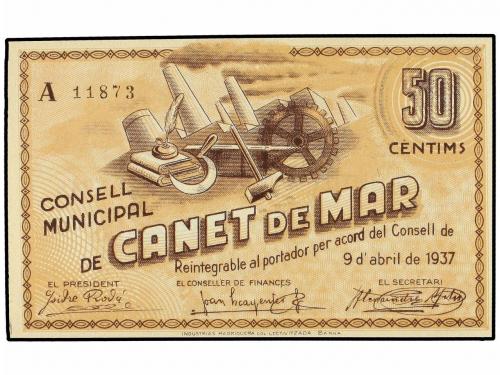 A 11873
50
CÈNTIMS
CONSELL
MUNICIPAL
DE CANET DE MAR
Reintegrable al portador per acord del Consell de
9 d'abril de 1937
EL PRESIDENT
EL CONSELLER DE FINANCES
EL SECRETARI